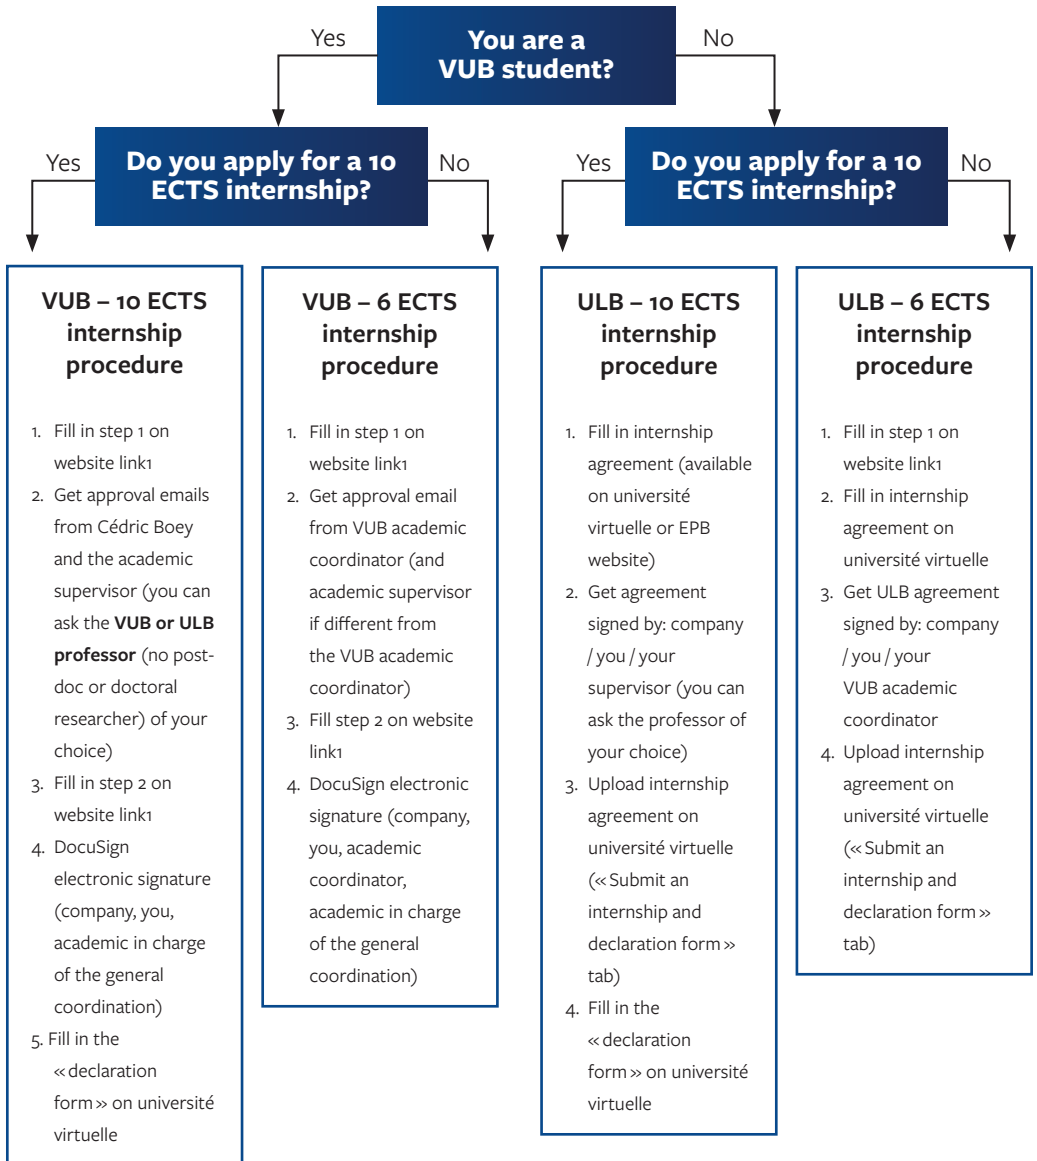 Yes
You are a
VUB student?
No
Yes
Do you apply for a 10
ECTS internship?
No
Yes
Do you apply for a 10
ECTS internship?
No
VUB – 10 ECTS
internship
procedure
1. Fill in step 1 on
website link1
2. Get approval emails
from Cédric Boey
and the academic
supervisor (you can
ask the VUB or ULB
professor (no post-
doc or doctoral
researcher) of your
choice)
3. Fill in step 2 on
website link1
4. DocuSign
electronic signature
(company, you,
academic in charge
of the general
coordination)
5. Fill in the
« declaration
form » on université
virtuelle
VUB – 6 ECTS
internship
procedure
1. Fill in step 1 on
website link1
2. Get approval email
from VUB academic
coordinator (and
academic supervisor
if different from
the VUB academic
coordinator)
3. Fill step 2 on website
link1
4. DocuSign electronic
signature (company,
you, academic
coordinator,
academic in charge
of the general
coordination)
ULB – 10 ECTS
internship
procedure
1. Fill in internship
agreement (available
on université
virtuelle or EPB
website)
2. Get agreement
signed by: company
/ you / your
supervisor (you can
ask the professor of
your choice)
3. Upload internship
agreement on
université virtuelle
(« Submit an
internship and
declaration form »
tab)
4. Fill in the
« declaration
form » on université
virtuelle
ULB – 6 ECTS
internship
procedure
1. Fill in step 1 on
website link1
2. Fill in internship
agreement on
université virtuelle
3. Get ULB agreement
signed by: company
/ you / your
VUB academic
coordinator
4. Upload internship
agreement on
université virtuelle
(« Submit an
internship and
declaration form »
tab)